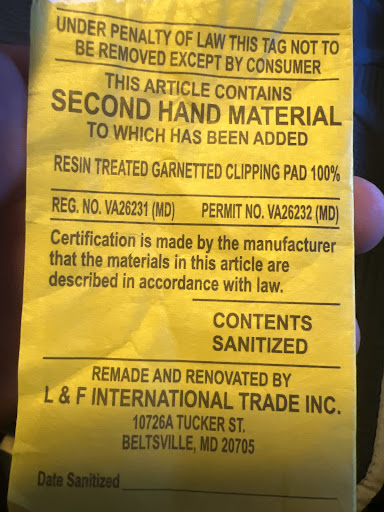 UNDER PENALTY OF LAW THIS TAG NOT TO
BE REMOVED EXCEPT BY CONSUMER
THIS ARTICLE CONTAINS
SECOND HAND MATERIAL
TO WHICH HAS BEEN ADDED
RESIN TREATED GARNETTED CLIPPING PAD 100%
REG. NO. VA26231 (MD) PERMIT NO. VA26232 (MD)
Certification is made by the manufacturer
that the materials in this article are
described in accordance with law.
CONTENTS
SANITIZED
REMADE AND RENOVATED BY
L & F INTERNATIONAL TRADE INC.
10726A TUCKER ST.
BELTSVILLE, MD 20705
Date Sanitized